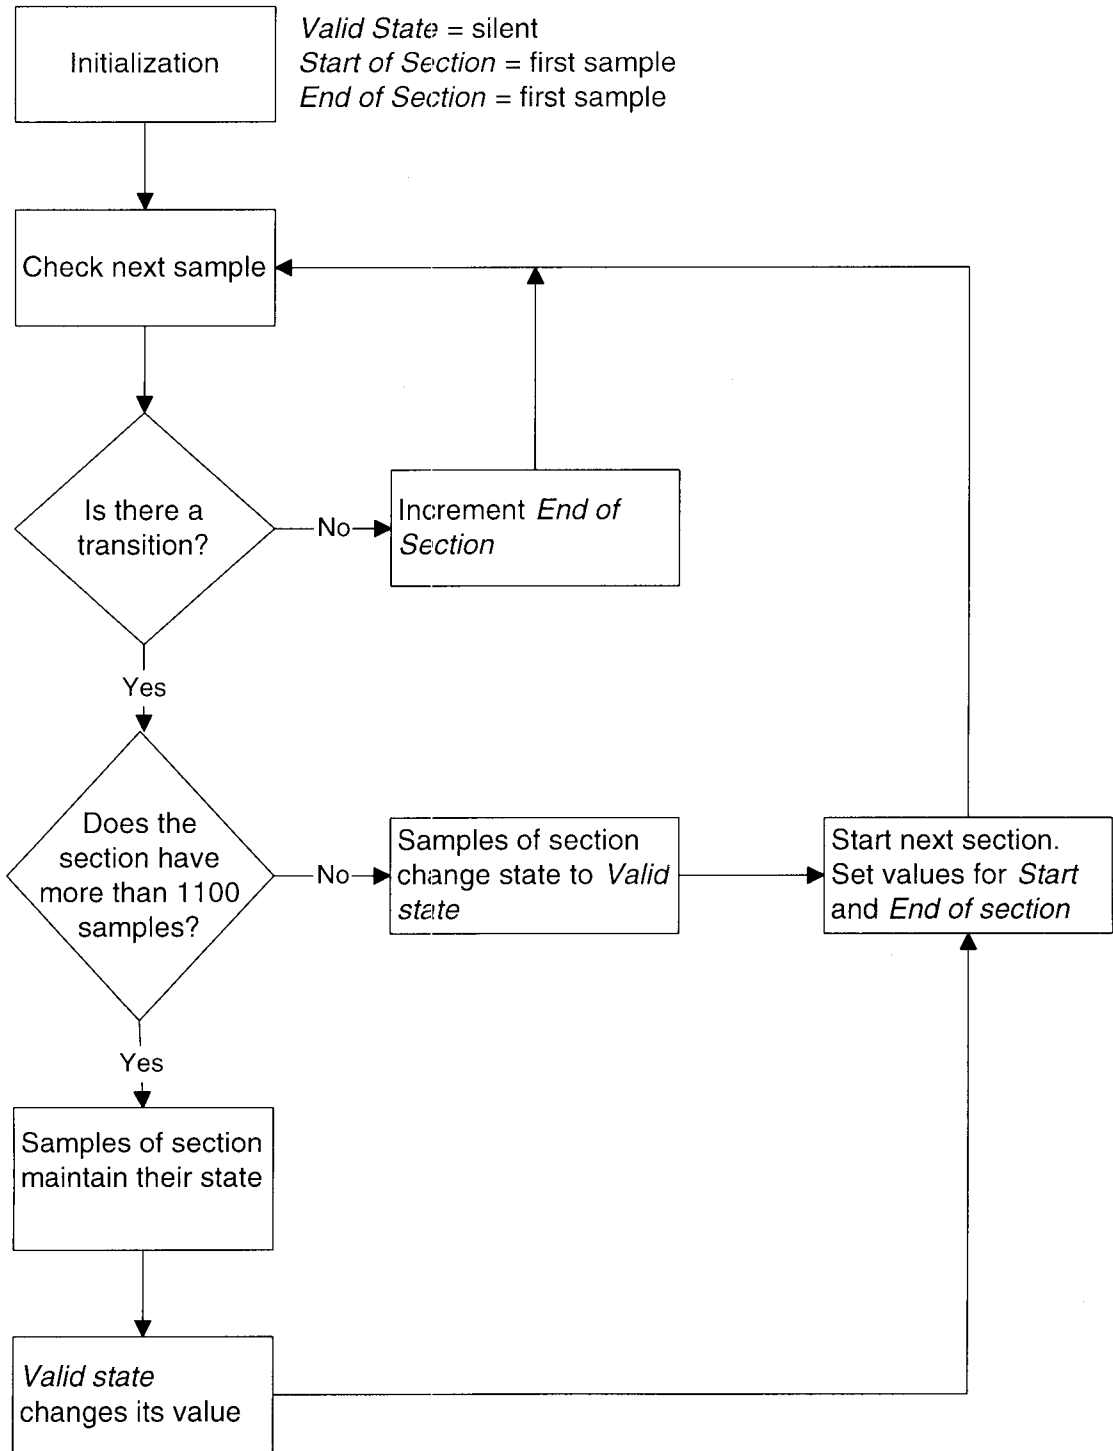 Initialization
Valid State = silent
Start of Section = first sample
End of Section = first sample
Check next sample
Is there a
transition?
No
Increment End of
Section
Yes
Does the
section have
more than 1100
samples?
No
Samples of section
change state to Valid
state
Start next section.
Set values for Start
and End of section
Yes
Samples of section
maintain their state
Valid state
changes its value